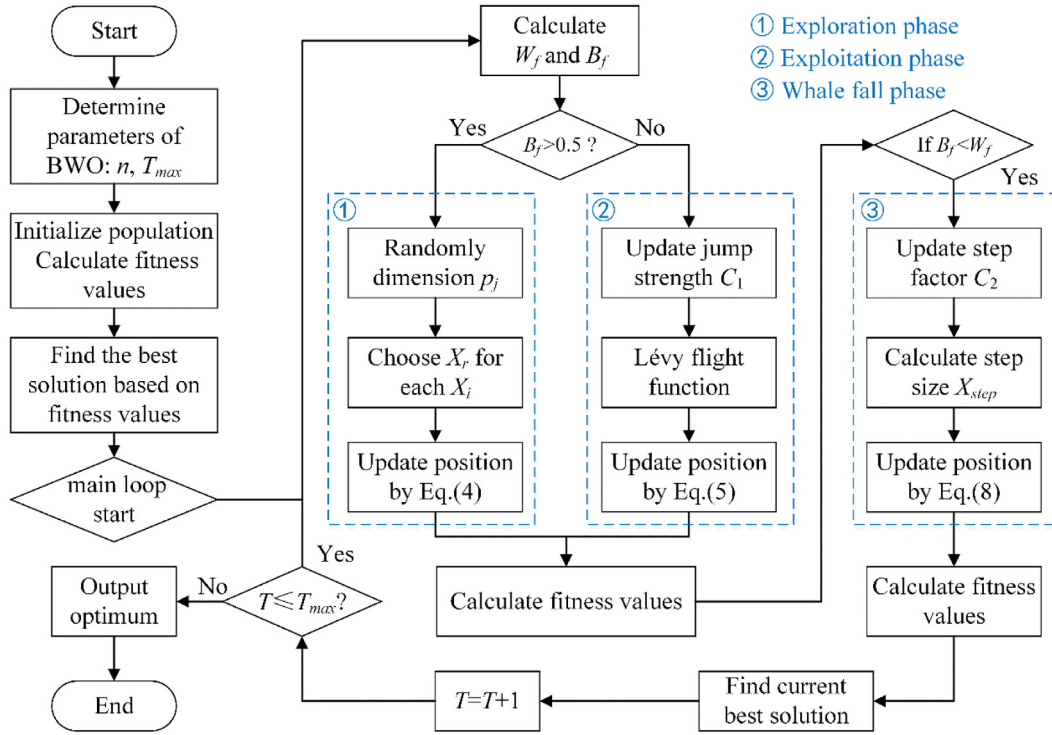 Start
Determine
parameters of
BWO: n, Tmax
Initialize population
Calculate fitness
values
Find the best
solution based on
fitness values
main loop
start
Calculate
Wf and Bf
Bf>0.5 ?
Yes
No
① Exploration phase
② Exploitation phase
③ Whale fall phase
①
Randomly
dimension pj
Choose Xr for
each Xi
Update position
by Eq.(4)
②
Update jump
strength C1
Lévy flight
function
Update position
by Eq.(5)
Calculate fitness values
If Bf<Wf
Yes
③
Update step
factor C2
Calculate step
size Xstep
Update position
by Eq.(8)
Calculate fitness
values
Find current
best solution
T=T+1
T≤Tmax?
Yes
No
Output
optimum
End